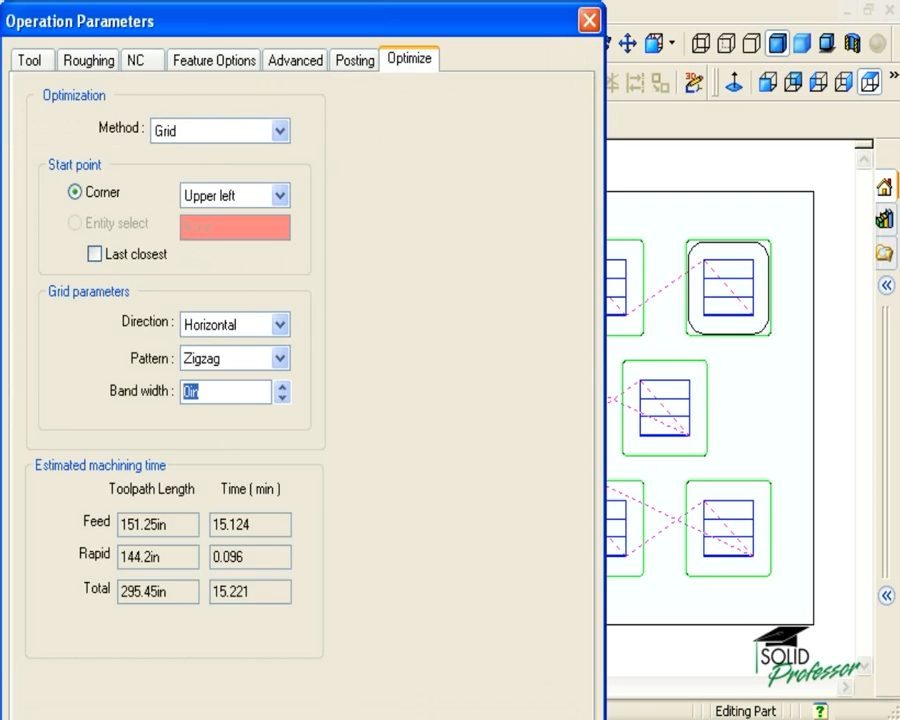 Operation Parameters
Tool Roughing NC Feature Options Advanced Posting Optimize
Optimization
Method : Grid
Start point
Corner Upper left
Entity select
Last closest
Grid parameters
Direction : Horizontal
Pattern : Zigzag
Band width : 0in
Estimated machining time
Toolpath Length Time ( min )
Feed 151.25in 15.124
Rapid 144.2in 0.096
Total 295.45in 15.221
3D
SOLID
Professor
Editing Part